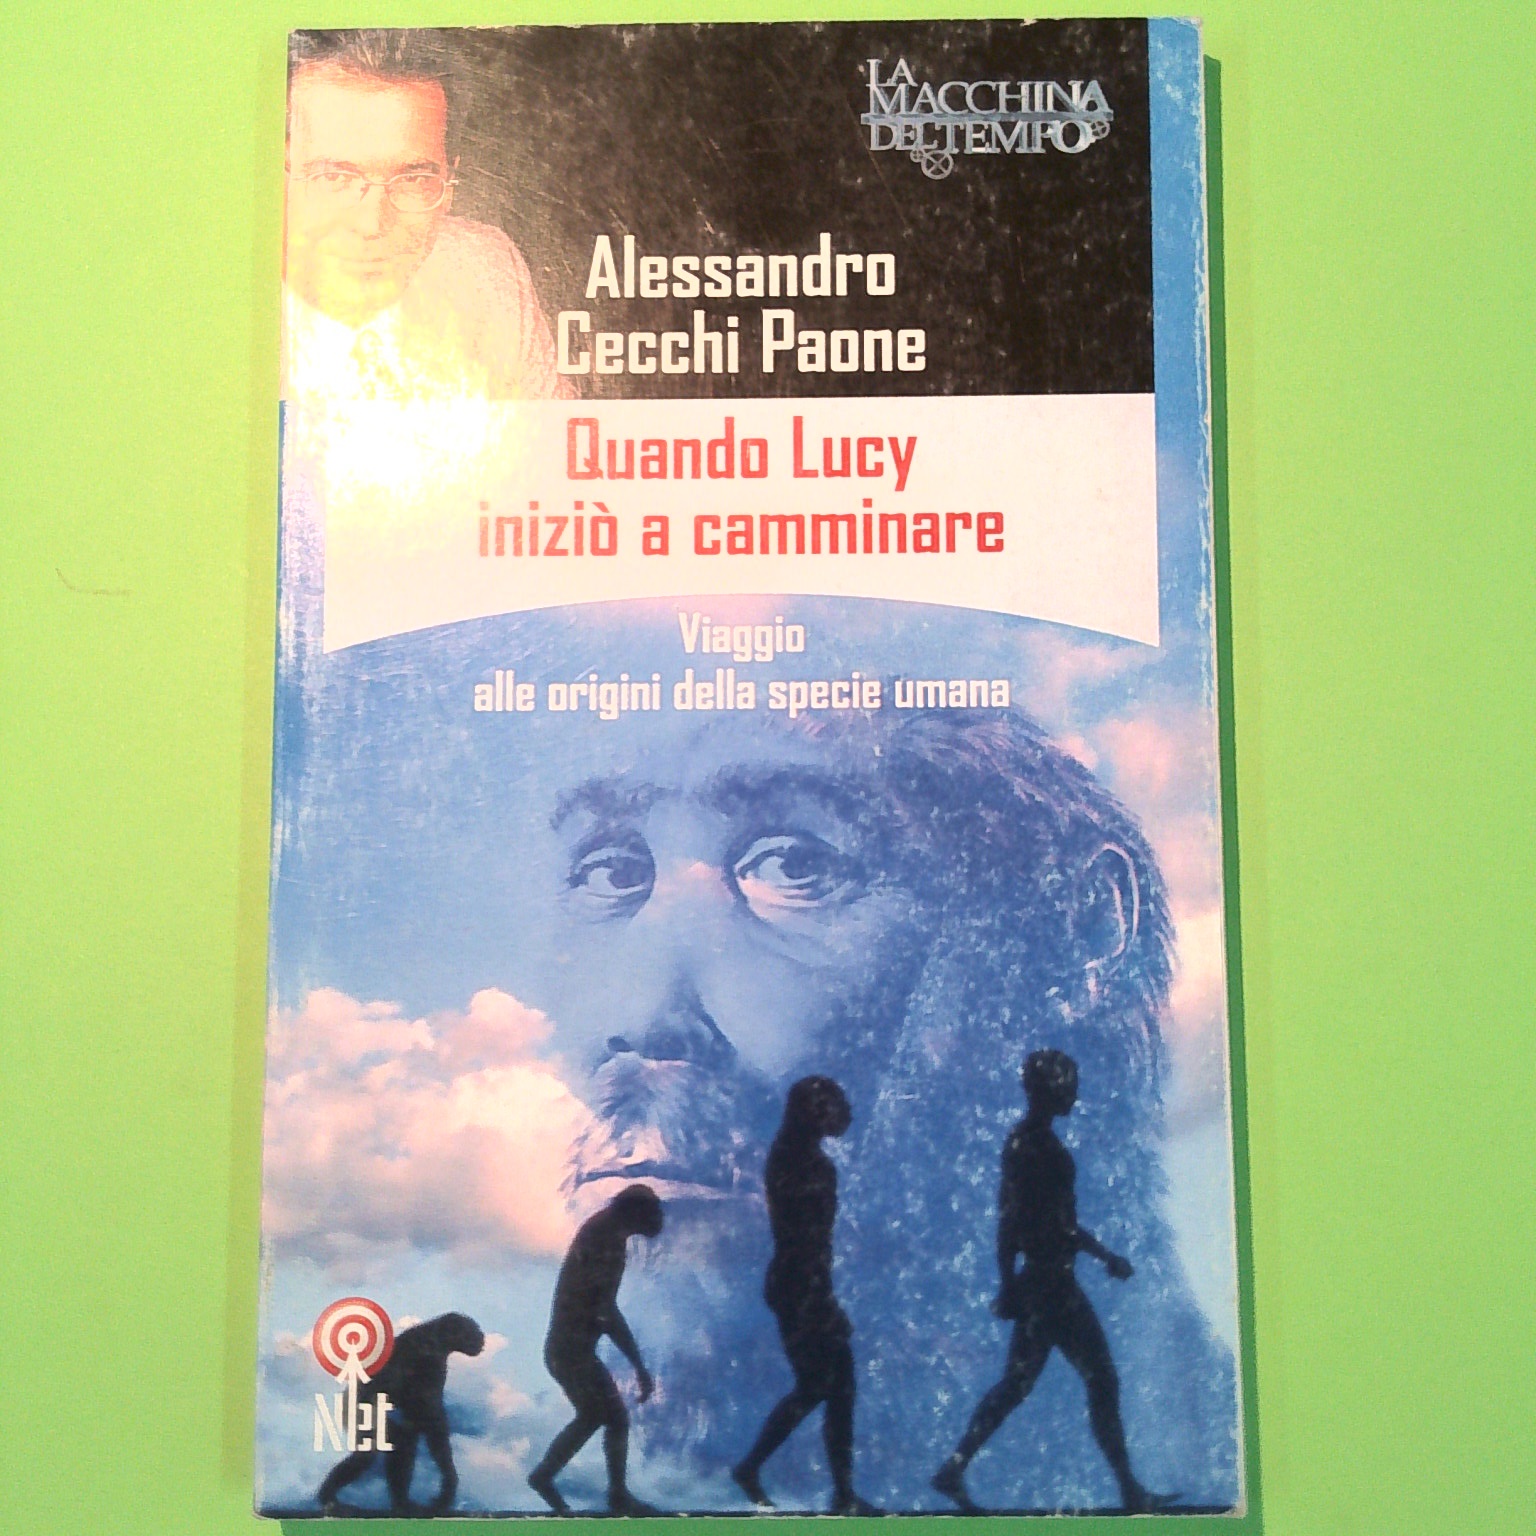 LA
MACCHINA
DEL TEMPO
Alessandro
Cecchi Paone
Quando Lucy
iniziò a camminare
Viaggio
alle origini della specie umana
Net